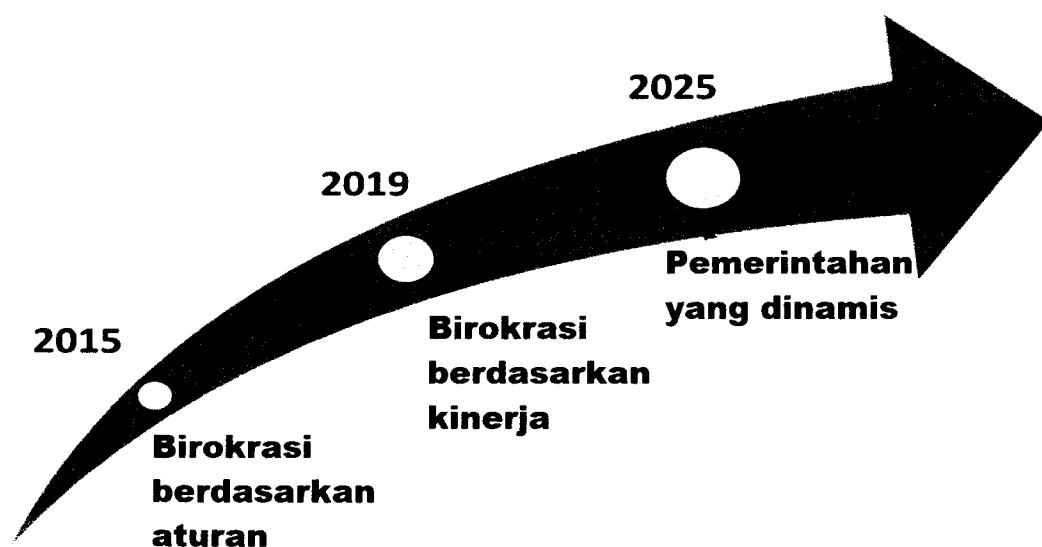 2015
Birokrasi
berdasarkan
aturan
2019
Birokrasi
berdasarkan
kinerja
2025
Pemerintahan
yang dinamis